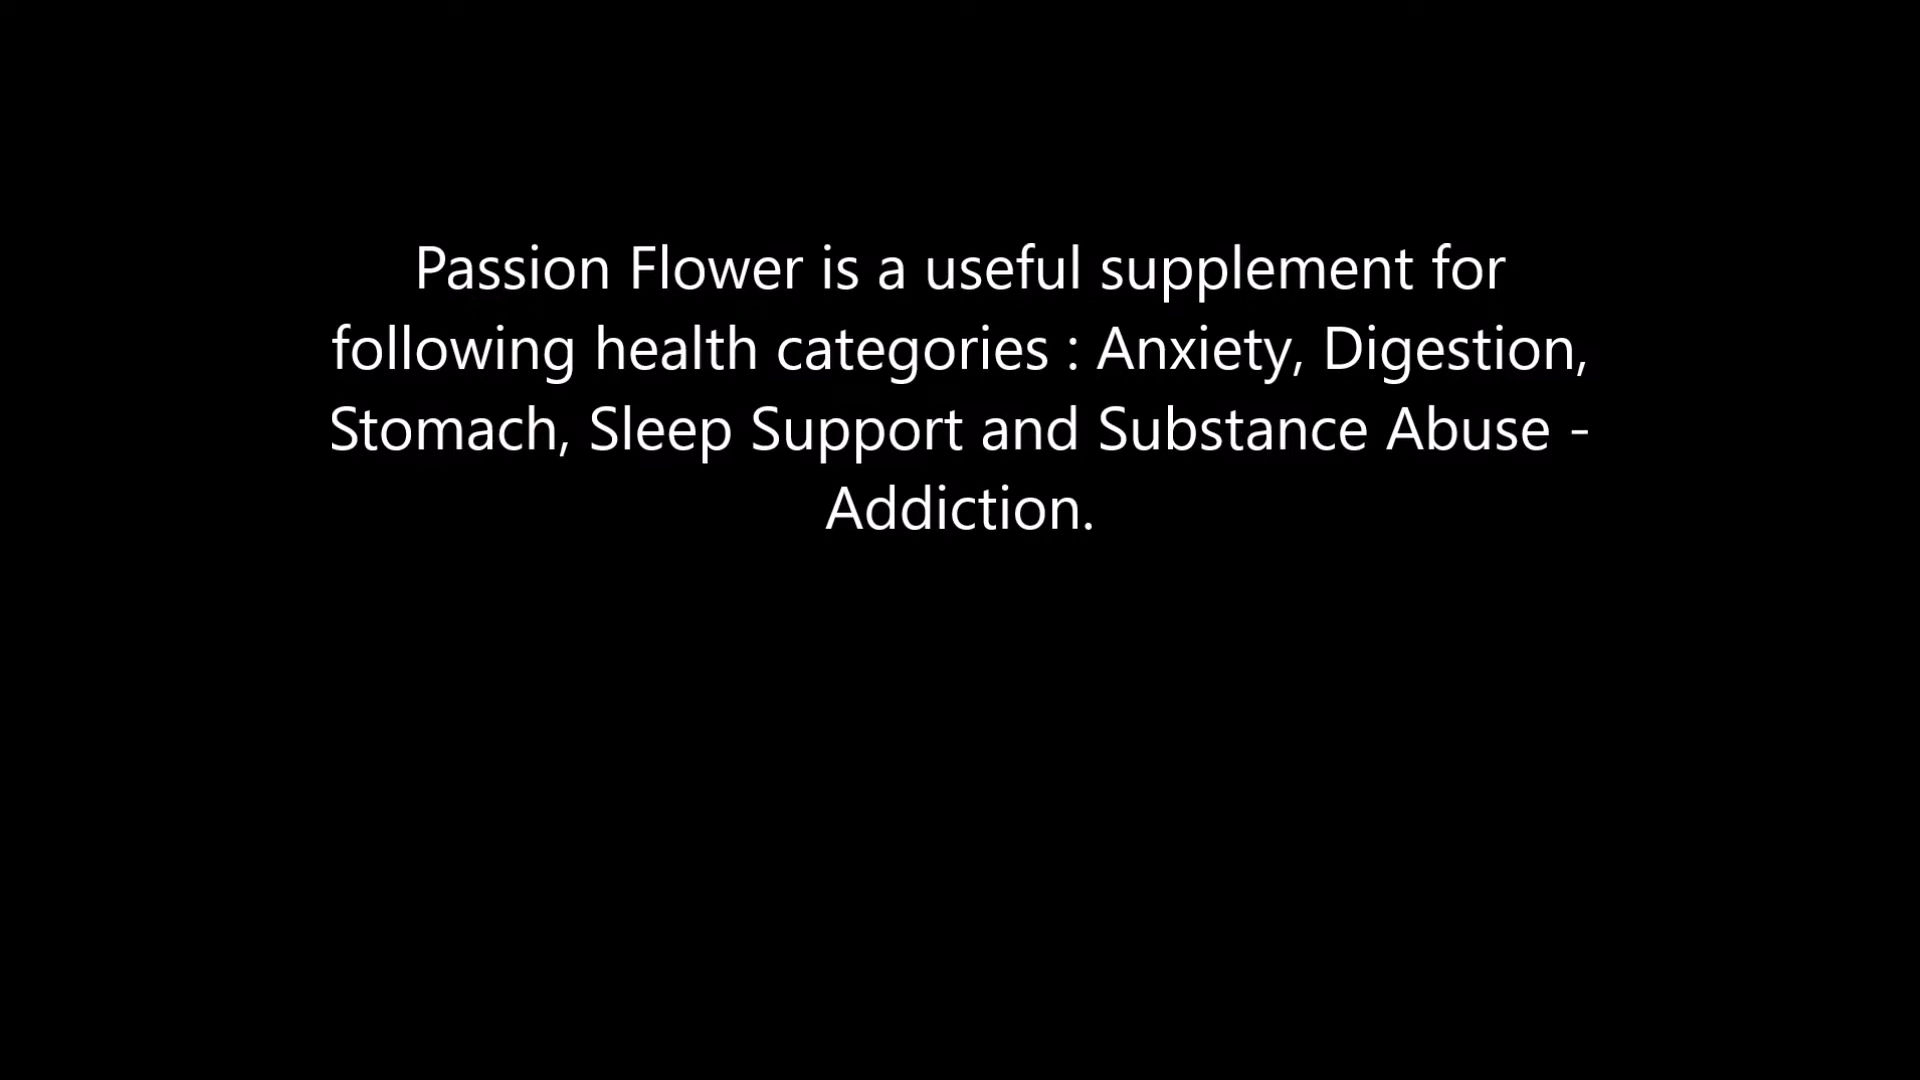 Passion Flower is a useful supplement for
following health categories : Anxiety, Digestion,
Stomach, Sleep Support and Substance Abuse -
Addiction.